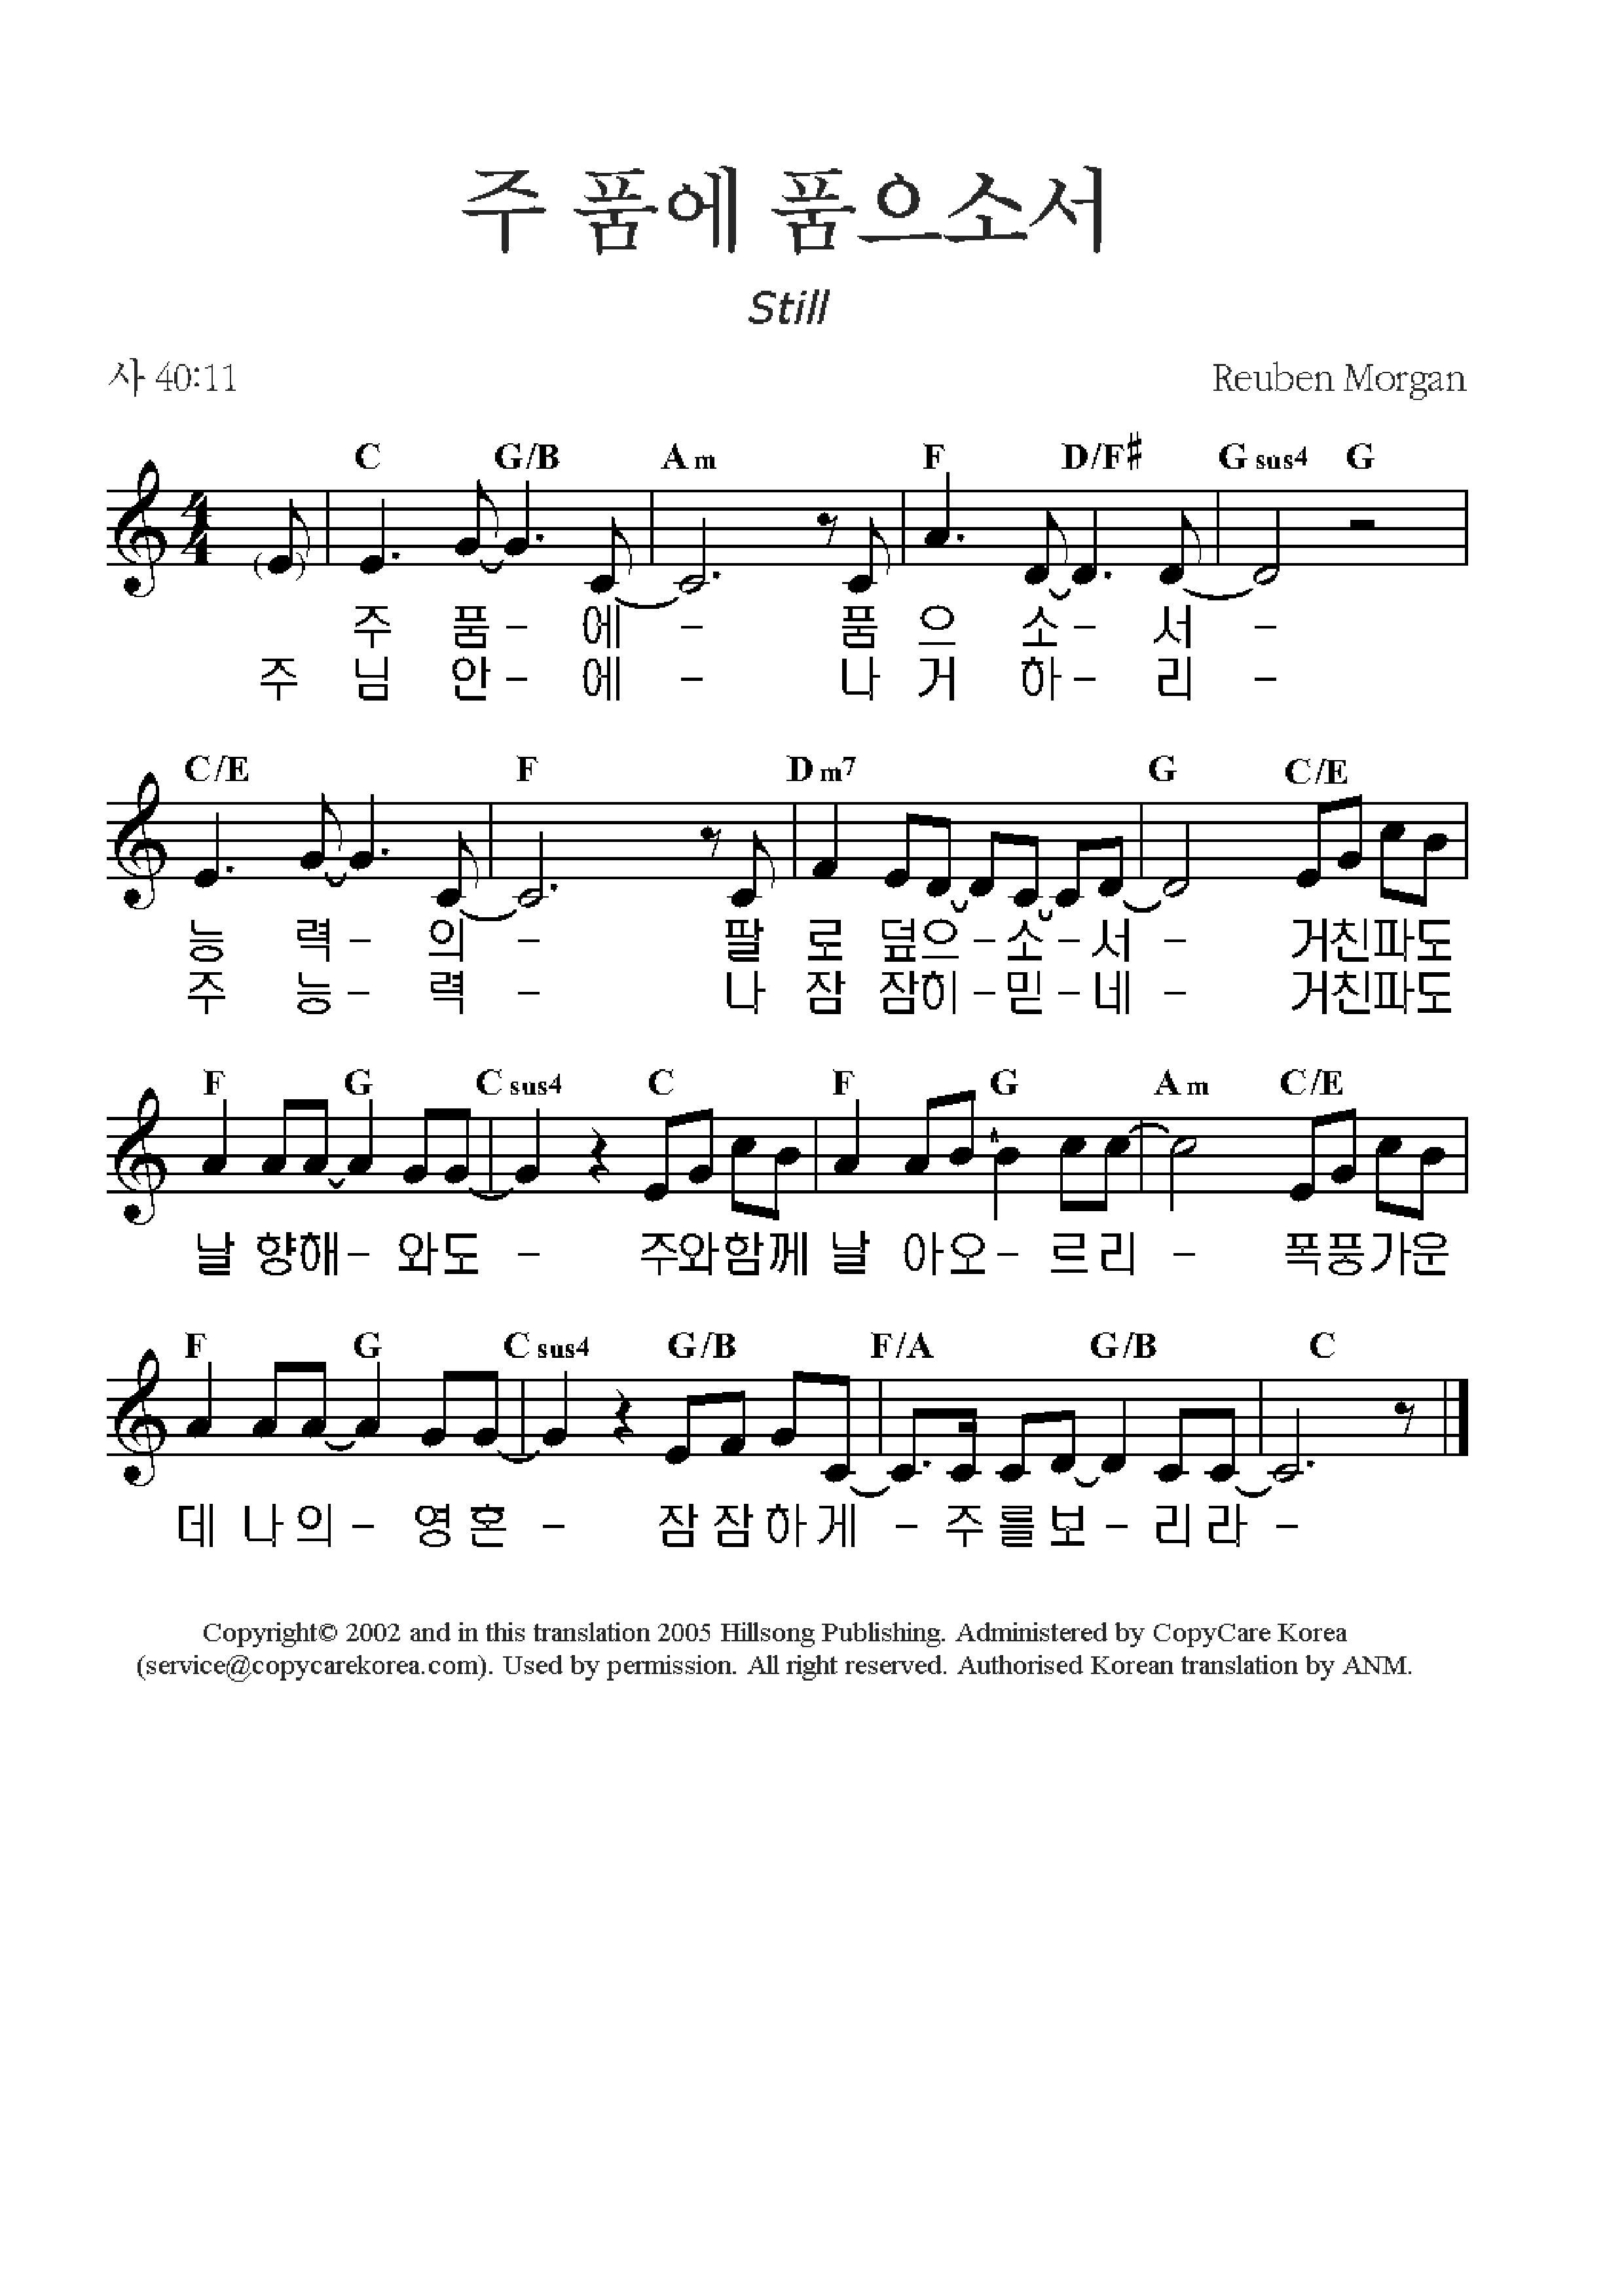 주 품에 품으소서
Still
사 40:11 Reuben Morgan
C G/B Am F D/F# Gsus4 G
4/4
주 품 - 에 - 품 으 소 - 서 -
주 님 안 - 에 - 나 거 하 - 리 -
C/E F Dm7 G C/E
능 력 - 의 - 팔 로 덮으 - 소 - 서 - 거친파도
주 능 - 력 - 나 잠 잠히 - 믿 - 네 - 거친파도
F G Csus4 C F G Am C/E
날 향해 - 와도 - 주와함께 날 아오 - 르리 - 폭풍가운
F G Csus4 G/B F/A G/B C
데 나의 - 영혼 - 잠잠하게 - 주를보 - 리라 -
Copyright© 2002 and in this translation 2005 Hillsong Publishing. Administered by CopyCare Korea
(service@copycarekorea.com). Used by permission. All right reserved. Authorised Korean translation by ANM.